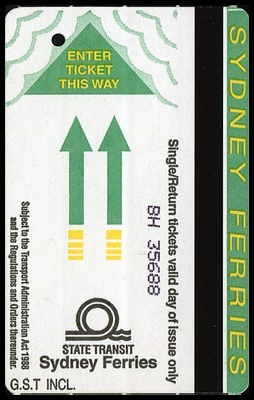 ENTER
TICKET
THIS WAY
SYDNEY FERRIES
Single/Return tickets valid day of issue only
BH 35688
Subject to the Transport Administration Act 1988
and the Regulations and Orders thereunder.
STATE TRANSIT
Sydney Ferries
G.S.T INCL.